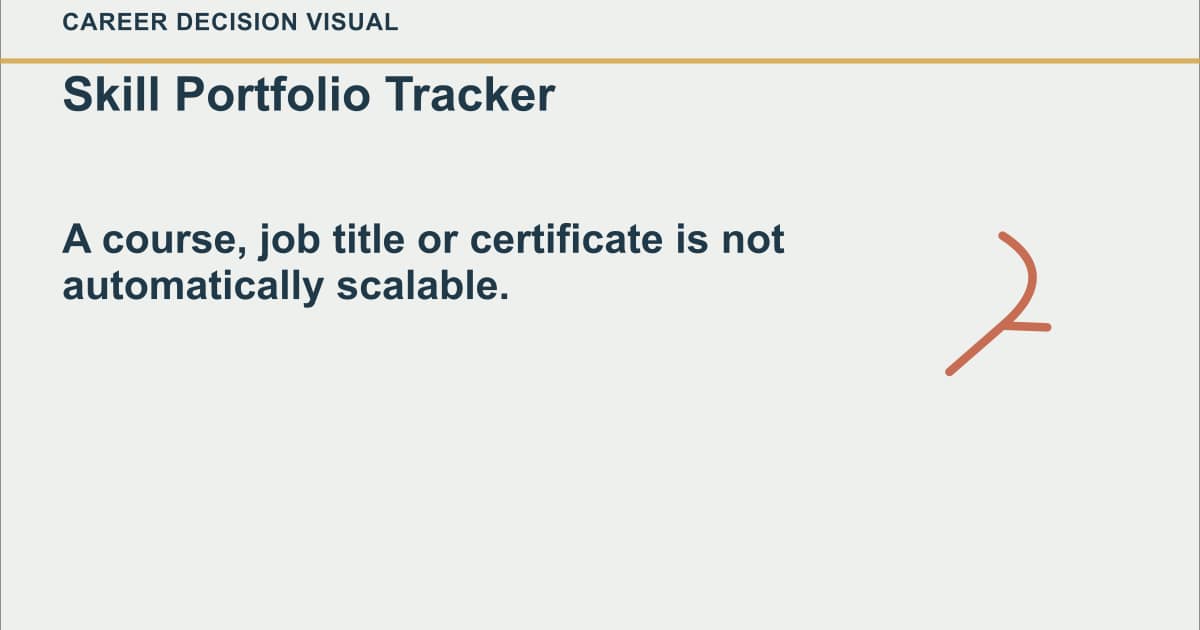 CAREER DECISION VISUAL
Skill Portfolio Tracker
A course, job title or certificate is not
automatically scalable.